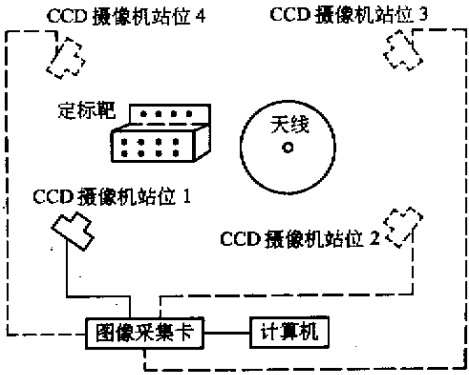 CCD 摄像机站位 4
CCD 摄像机站位 3
定标靶
天线
CCD 摄像机站位 1
CCD 摄像机站位 2
图像采集卡
计算机